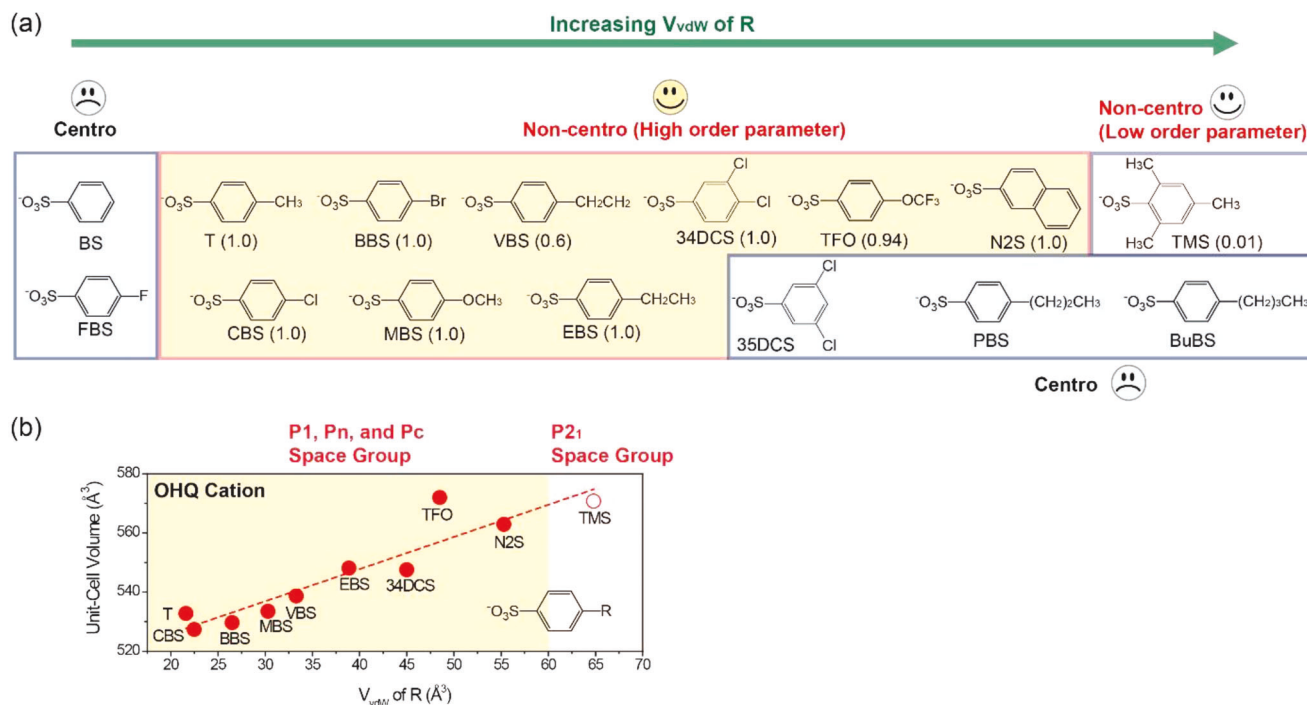 (a)
Increasing VvdW of R
Centro
Non-centro (High order parameter)
Non-centro
(Low order parameter)
⁻O₃S
BS
⁻O₃S CH₃
T (1.0)
⁻O₃S Br
BBS (1.0)
⁻O₃S CH₂CH₂
VBS (0.6)
⁻O₃S Cl Cl
34DCS (1.0)
⁻O₃S OCF₃
TFO (0.94)
⁻O₃S
N2S (1.0)
H₃C ⁻O₃S CH₃ H₃C
TMS (0.01)
⁻O₃S F
FBS
⁻O₃S Cl
CBS (1.0)
⁻O₃S OCH₃
MBS (1.0)
⁻O₃S CH₂CH₃
EBS (1.0)
⁻O₃S Cl Cl
35DCS
⁻O₃S (CH₂)₂CH₃
PBS
⁻O₃S (CH₂)₃CH₃
BuBS
Centro
(b)
P1, Pn, and Pc
Space Group
P2₁
Space Group
OHQ Cation
Unit-Cell Volume (Å³)
580
560
540
520
T
CBS
BBS
MBS
VBS
EBS
34DCS
TFO
N2S
TMS
⁻O₃S R
20 25 30 35 40 45 50 55 60 65 70
VvdW of R (Å³)